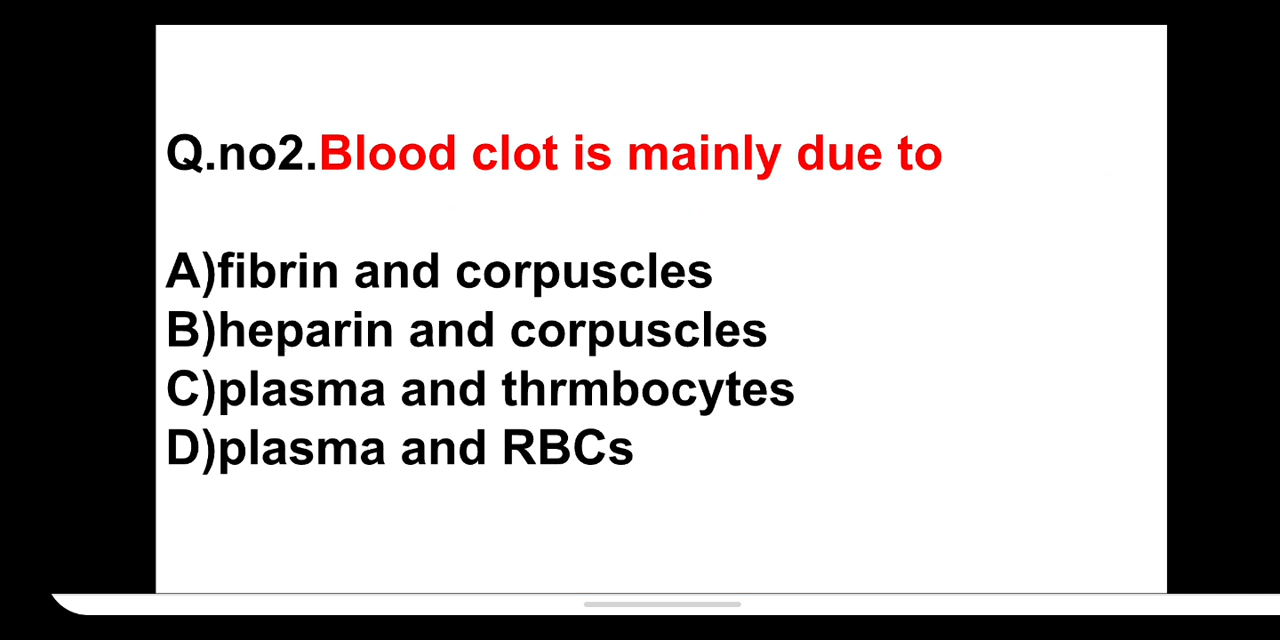 Q.no2.Blood clot is mainly due to
A)fibrin and corpuscles
B)heparin and corpuscles
C)plasma and thrmbocytes
D)plasma and RBCs